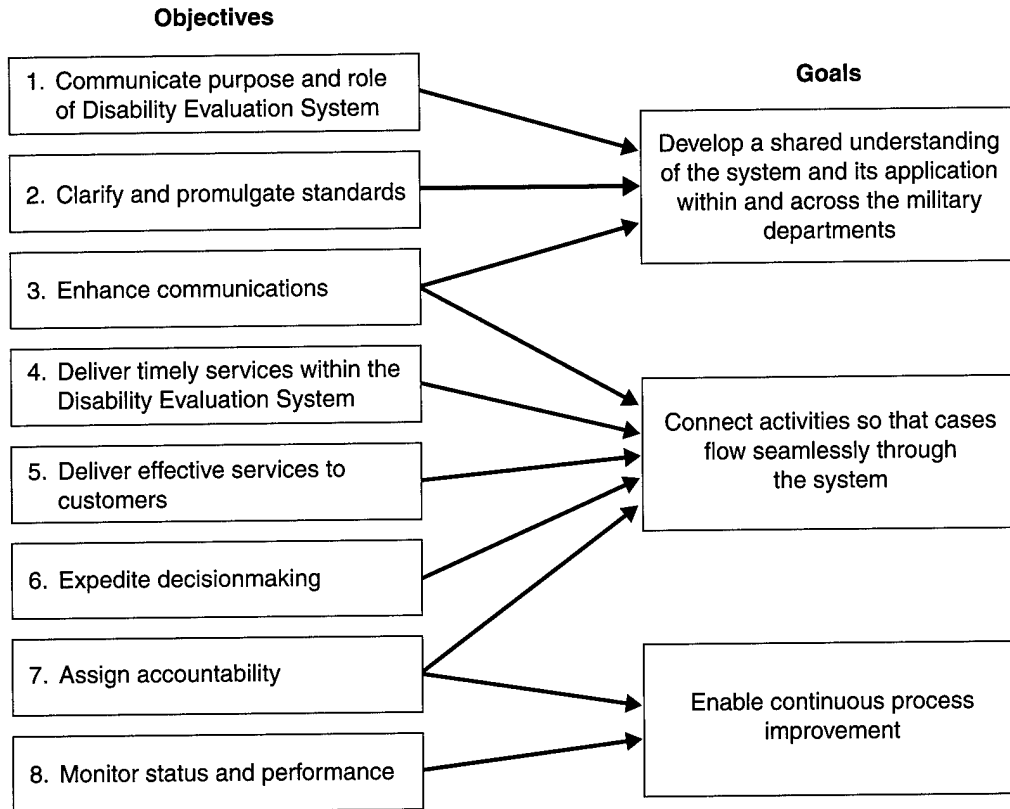 Objectives
1. Communicate purpose and role
of Disability Evaluation System
2. Clarify and promulgate standards
3. Enhance communications
4. Deliver timely services within the
Disability Evaluation System
5. Deliver effective services to
customers
6. Expedite decisionmaking
7. Assign accountability
8. Monitor status and performance
Goals
Develop a shared understanding
of the system and its application
within and across the military
departments
Connect activities so that cases
flow seamlessly through
the system
Enable continuous process
improvement